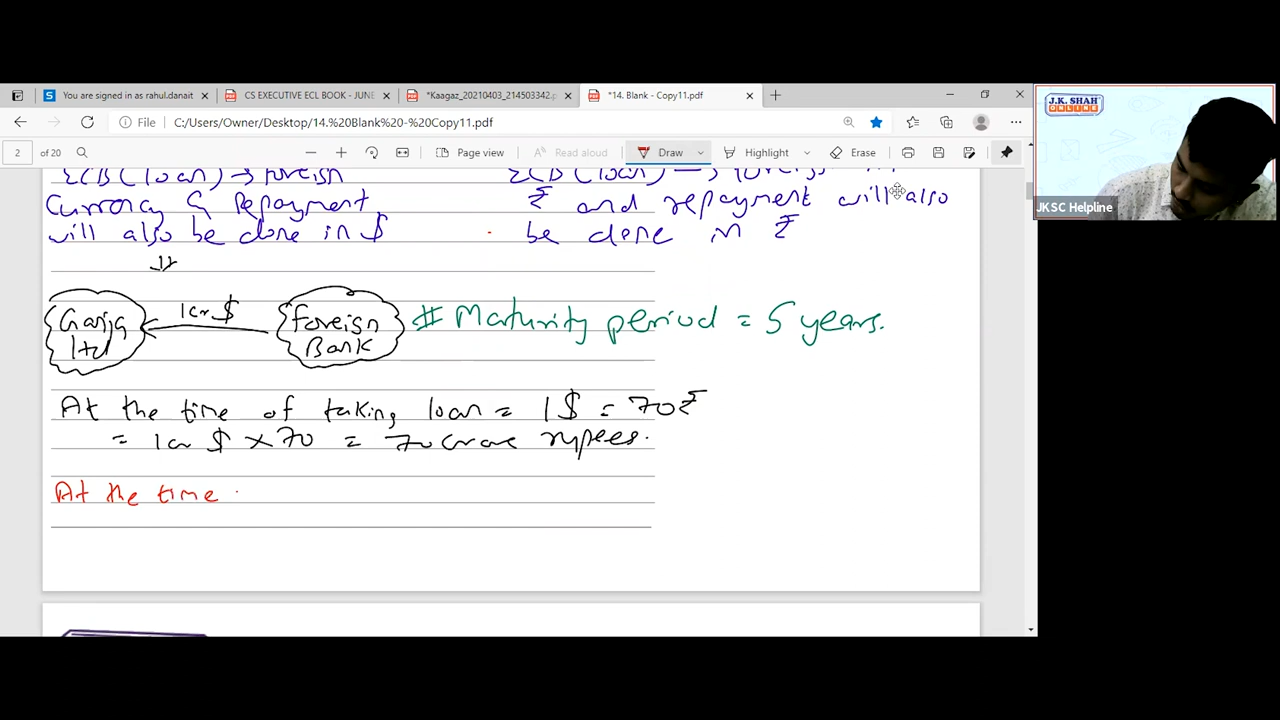 You are signed in as rahul.danait
CS EXECUTIVE ECL BOOK - JUNE
*Kaagaz_20210403_214503342.p
*14. Blank - Copy11.pdf
File C:/Users/Owner/Desktop/14.%20Blank%20-%20Copy11.pdf
2 of 20 Page view Read aloud Draw Highlight Erase
J.K. SHAH
ONLINE
JKSC Helpline
ECB (loan) → foreign
Currency & Repayment
will also be done in $
ECB (loan) → foreign
₹ and repayment will also
be done in ₹
Ganga
ltd
1cr $
Foreign
Bank
# Maturity period = 5 years.
At the time of taking loan = 1$ = 70₹
= 1cr $ × 70 = 70 crore rupees.
At the time